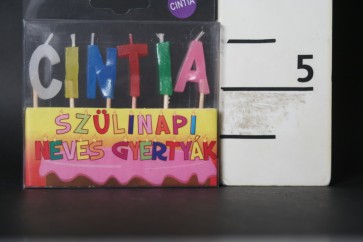 CINTIA
CINTIA
SZÜLINAPI
NEVES GYERTYÁK
5